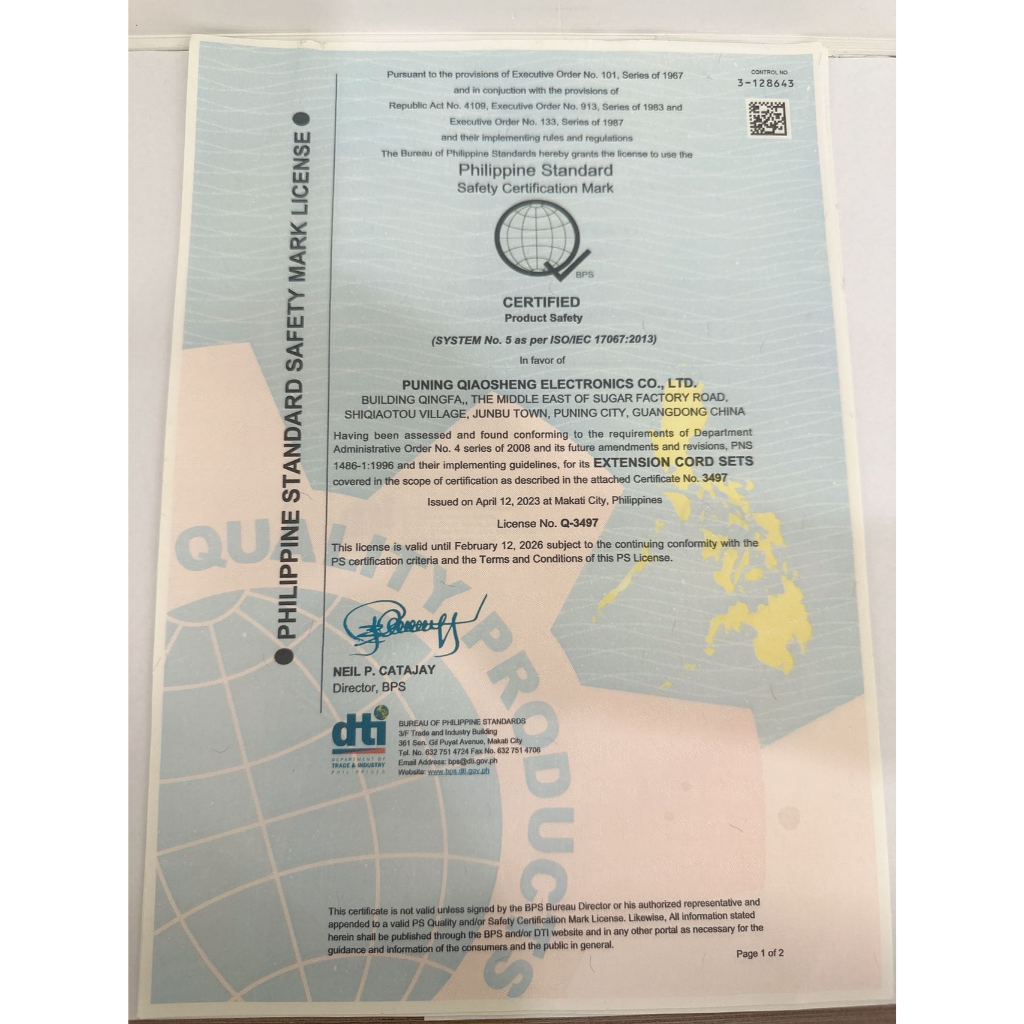 CONTROL NO
3-128643
Pursuant to the provisions of Executive Order No. 101, Series of 1967
and in conjuction with the provisions of
Republic Act No. 4109, Executive Order No. 913, Series of 1983 and
Executive Order No. 133, Series of 1987
and their implementing rules and regulations
The Bureau of Philippine Standards hereby grants the license to use the
Philippine Standard
Safety Certification Mark
BPS
CERTIFIED
Product Safety
(SYSTEM No. 5 as per ISO/IEC 17067:2013)
In favor of
PUNING QIAOSHENG ELECTRONICS CO., LTD.
BUILDING QINGFA,, THE MIDDLE EAST OF SUGAR FACTORY ROAD,
SHIQIAOTOU VILLAGE, JUNBU TOWN, PUNING CITY, GUANGDONG CHINA
Having been assessed and found conforming to the requirements of Department
Administrative Order No. 4 series of 2008 and its future amendments and revisions, PNS
1486-1:1996 and their implementing guidelines, for its EXTENSION CORD SETS
covered in the scope of certification as described in the attached Certificate No. 3497
Issued on April 12, 2023 at Makati City, Philippines
License No. Q-3497
This license is valid until February 12, 2026 subject to the continuing conformity with the
PS certification criteria and the Terms and Conditions of this PS License.
NEIL P. CATAJAY
Director, BPS
dti
DEPARTMENT OF
TRADE & INDUSTRY
PHILIPPINES
BUREAU OF PHILIPPINE STANDARDS
3/F Trade and Industry Building
361 Sen. Gil Puyat Avenue, Makati City
Tel. No. 632 751 4724 Fax No. 632 751 4706
Email Address: bps@dti.gov.ph
Website: www.bps.dti.gov.ph
This certificate is not valid unless signed by the BPS Bureau Director or his authorized representative and
appended to a valid PS Quality and/or Safety Certification Mark License. Likewise, All information stated
herein shall be published through the BPS and/or DTI website and in any other portal as necessary for the
guidance and information of the consumers and the public in general.
Page 1 of 2
PHILIPPINE STANDARD SAFETY MARK LICENSE
QUALITY PRODUCTS